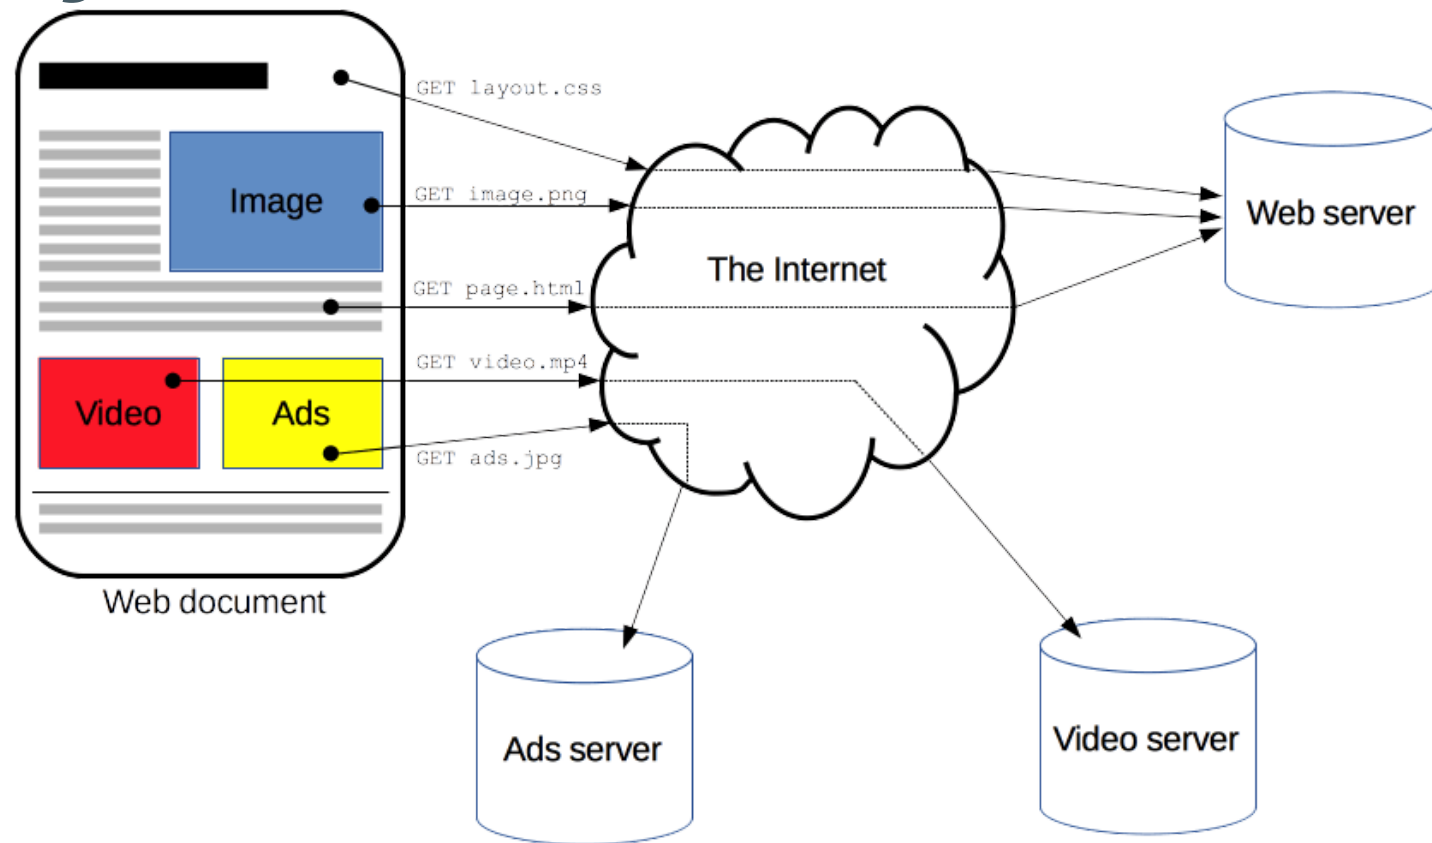 GET layout.css
Image
GET image.png
Web server
The Internet
GET page.html
GET video.mp4
Video
Ads
GET ads.jpg
Web document
Ads server
Video server